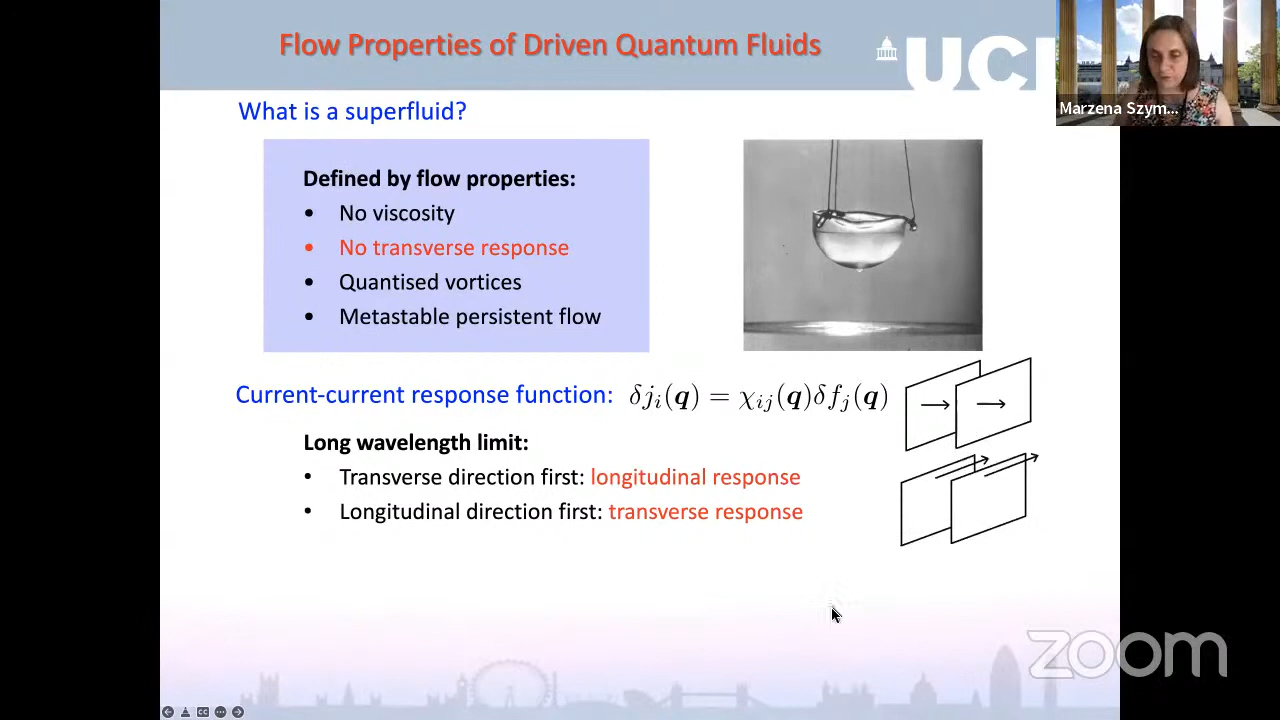 Flow Properties of Driven Quantum Fluids
UCL
Marzena Szym...
What is a superfluid?
Defined by flow properties:
• No viscosity
• No transverse response
• Quantised vortices
• Metastable persistent flow
Current-current response function: δj_i(q) = χ_ij(q)δf_j(q)
Long wavelength limit:
• Transverse direction first: longitudinal response
• Longitudinal direction first: transverse response
zoom